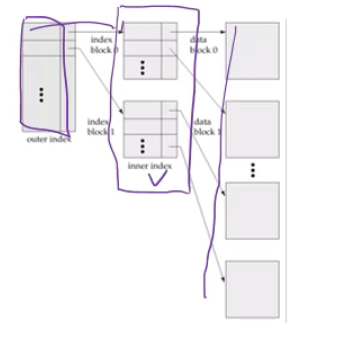 index
block 0
data
block 0
index
block 1
data
block 1
outer index
inner index